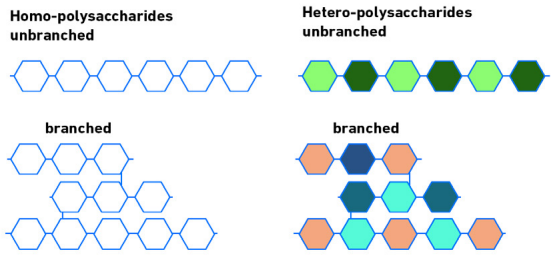 Homo-polysaccharides
unbranched
Hetero-polysaccharides
unbranched
branched
branched